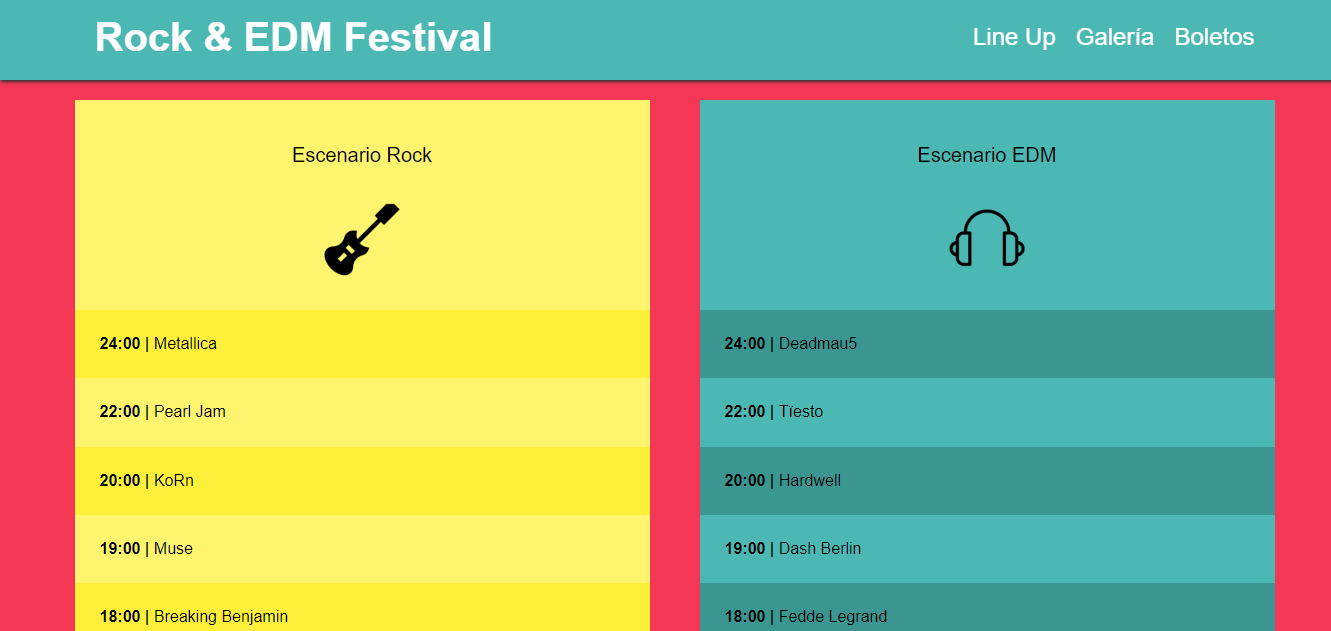 Rock & EDM Festival
Line Up Galería Boletos
Escenario Rock
24:00 | Metallica
22:00 | Pearl Jam
20:00 | KoRn
19:00 | Muse
18:00 | Breaking Benjamin
Escenario EDM
24:00 | Deadmau5
22:00 | Tïesto
20:00 | Hardwell
19:00 | Dash Berlin
18:00 | Fedde Legrand